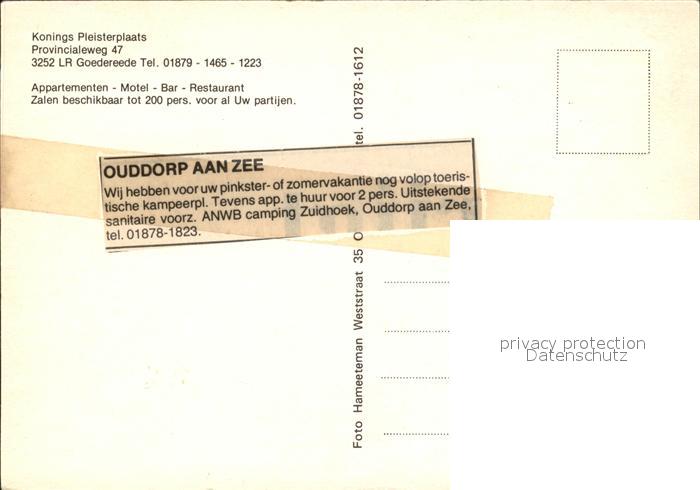 Konings Pleisterplaats
Provincialeweg 47
3252 LR Goedereede Tel. 01879 - 1465 - 1223
Appartementen - Motel - Bar - Restaurant
Zalen beschikbaar tot 200 pers. voor al Uw partijen.
OUDDORP AAN ZEE
Wij hebben voor uw pinkster- of zomervakantie nog volop toeris-
tische kampeerpl. Tevens app. te huur voor 2 pers. Uitstekende
sanitaire voorz. ANWB camping Zuidhoek, Ouddorp aan Zee,
tel. 01878-1823.
Foto Hameeteman Weststraat 35 O tel. 01878-1612
privacy protection
Datenschutz